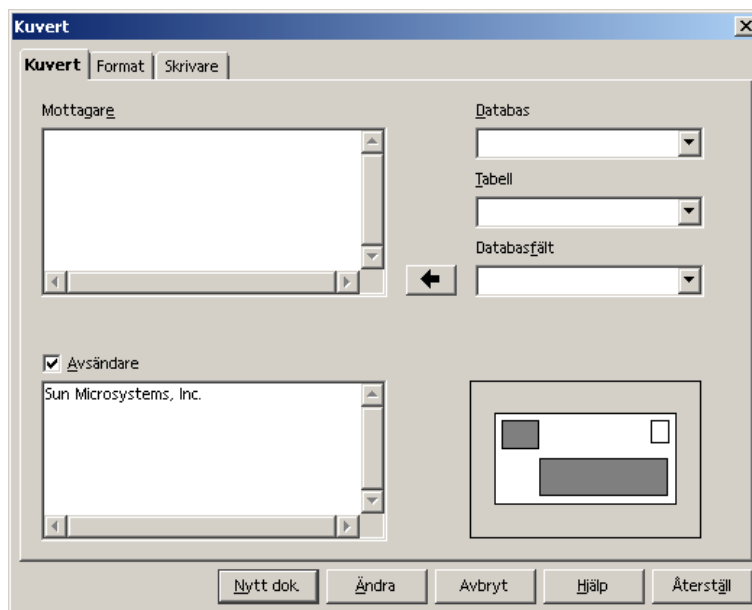 Kuvert
Kuvert Format Skrivare
Mottagare
Databas
Tabell
Databasfält
Avsändare
Sun Microsystems, Inc.
Nytt dok. Ändra Avbryt Hjälp Återställ